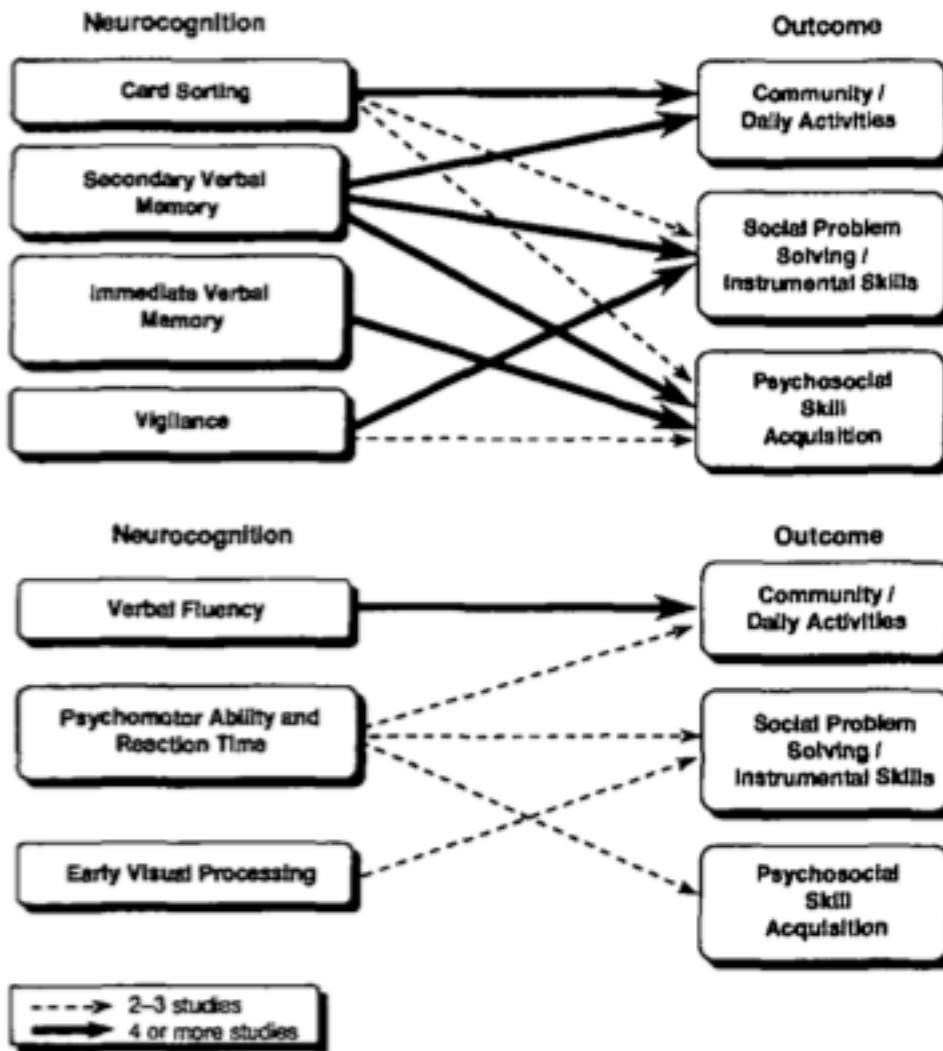 Neurocognition
Outcome
Card Sorting
Community /
Daily Activities
Secondary Verbal
Memory
Social Problem
Solving /
Instrumental Skills
Immediate Verbal
Memory
Psychosocial
Skill
Acquisition
Vigilance
Neurocognition
Outcome
Verbal Fluency
Community /
Daily Activities
Psychomotor Ability and
Reaction Time
Social Problem
Solving /
Instrumental Skills
Early Visual Processing
Psychosocial
Skill
Acquisition
2–3 studies
4 or more studies